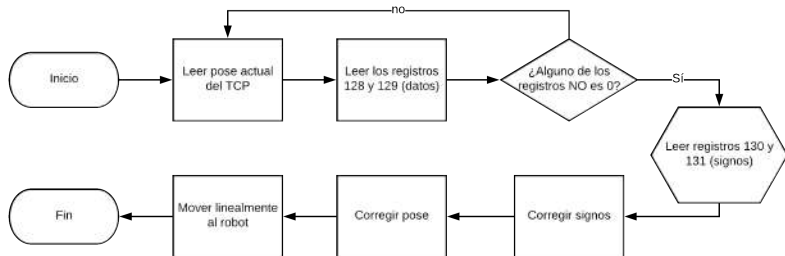 no
Inicio
Leer pose actual
del TCP
Leer los registros
128 y 129 (datos)
¿Alguno de los
registros NO es 0?
Sí
Leer registros 130 y
131 (signos)
Fin
Mover linealmente
al robot
Corregir pose
Corregir signos